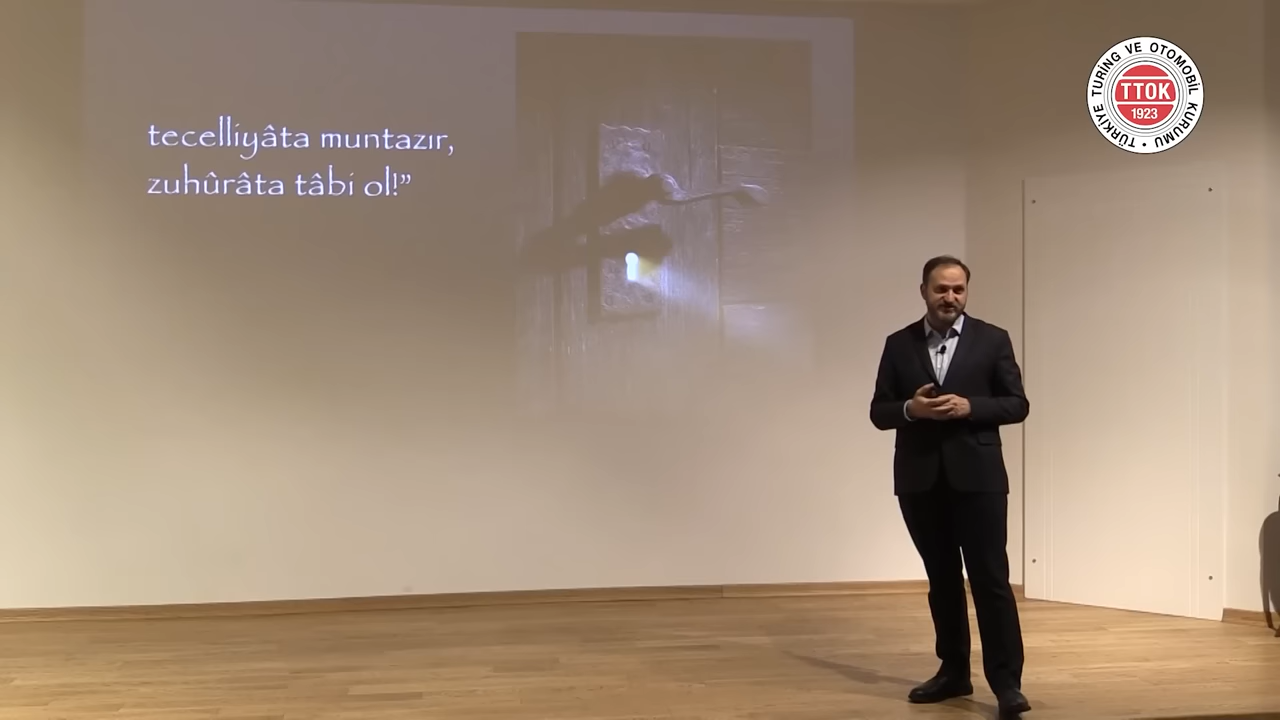 tecelliyâta muntazır,
zuhûrâta tâbi ol!”
TÜRKİYE TURİNG VE OTOMOBİL KURUMU •
TTOK
1923